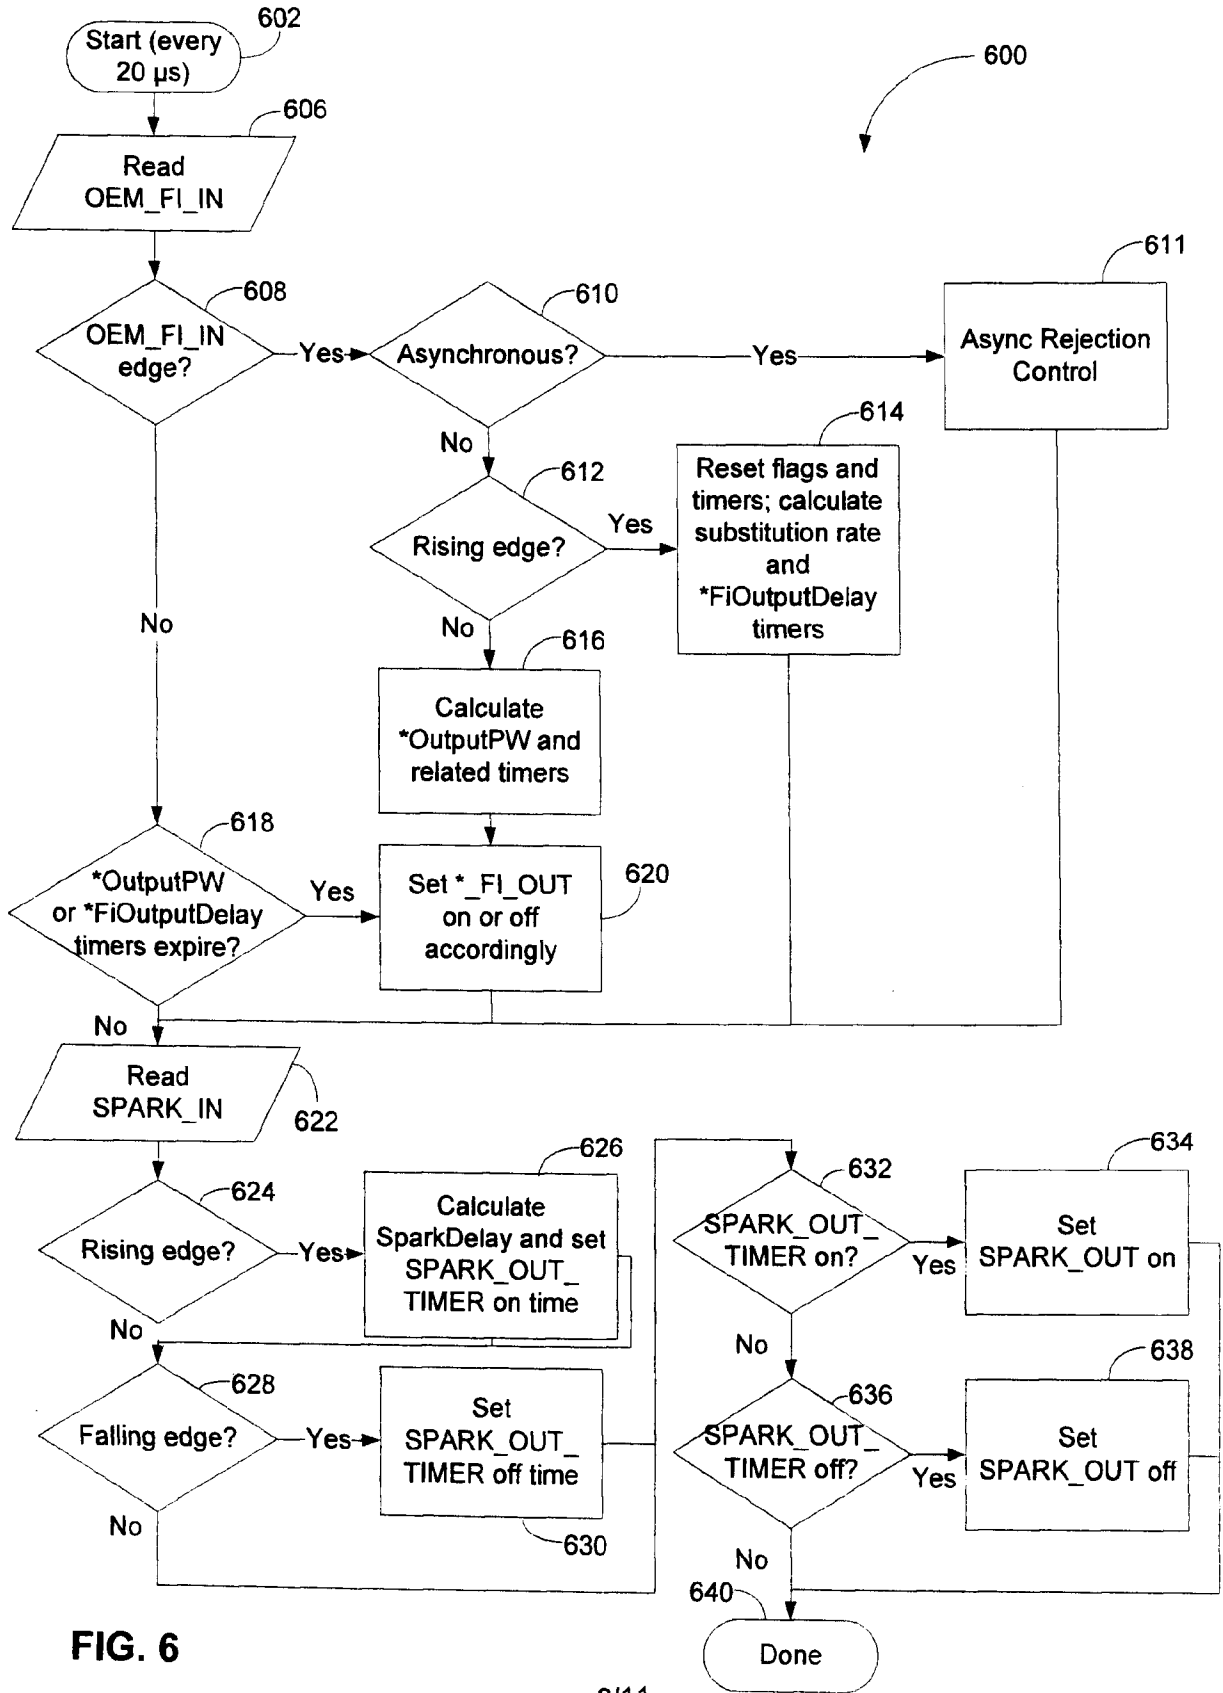 602
Start (every
20 µs)
600
606
Read
OEM_FI_IN
611
608
610
OEM_FI_IN
edge?
Yes
Asynchronous?
Yes
Async Rejection
Control
614
No
612
Reset flags and
timers; calculate
substitution rate
and
*FiOutputDelay
timers
Rising edge?
Yes
No
No
616
Calculate
*OutputPW and
related timers
618
*OutputPW
or *FiOutputDelay
timers expire?
Yes
Set *_FI_OUT
on or off
accordingly
620
No
Read
SPARK_IN
622
626
634
624
632
Calculate
SparkDelay and set
SPARK_OUT_
TIMER on time
Rising edge?
Yes
SPARK_OUT_
TIMER on?
Yes
Set
SPARK_OUT on
No
No
638
628
636
Falling edge?
Yes
Set
SPARK_OUT_
TIMER off time
SPARK_OUT_
TIMER off?
Yes
Set
SPARK_OUT off
No
630
No
640
FIG. 6
Done